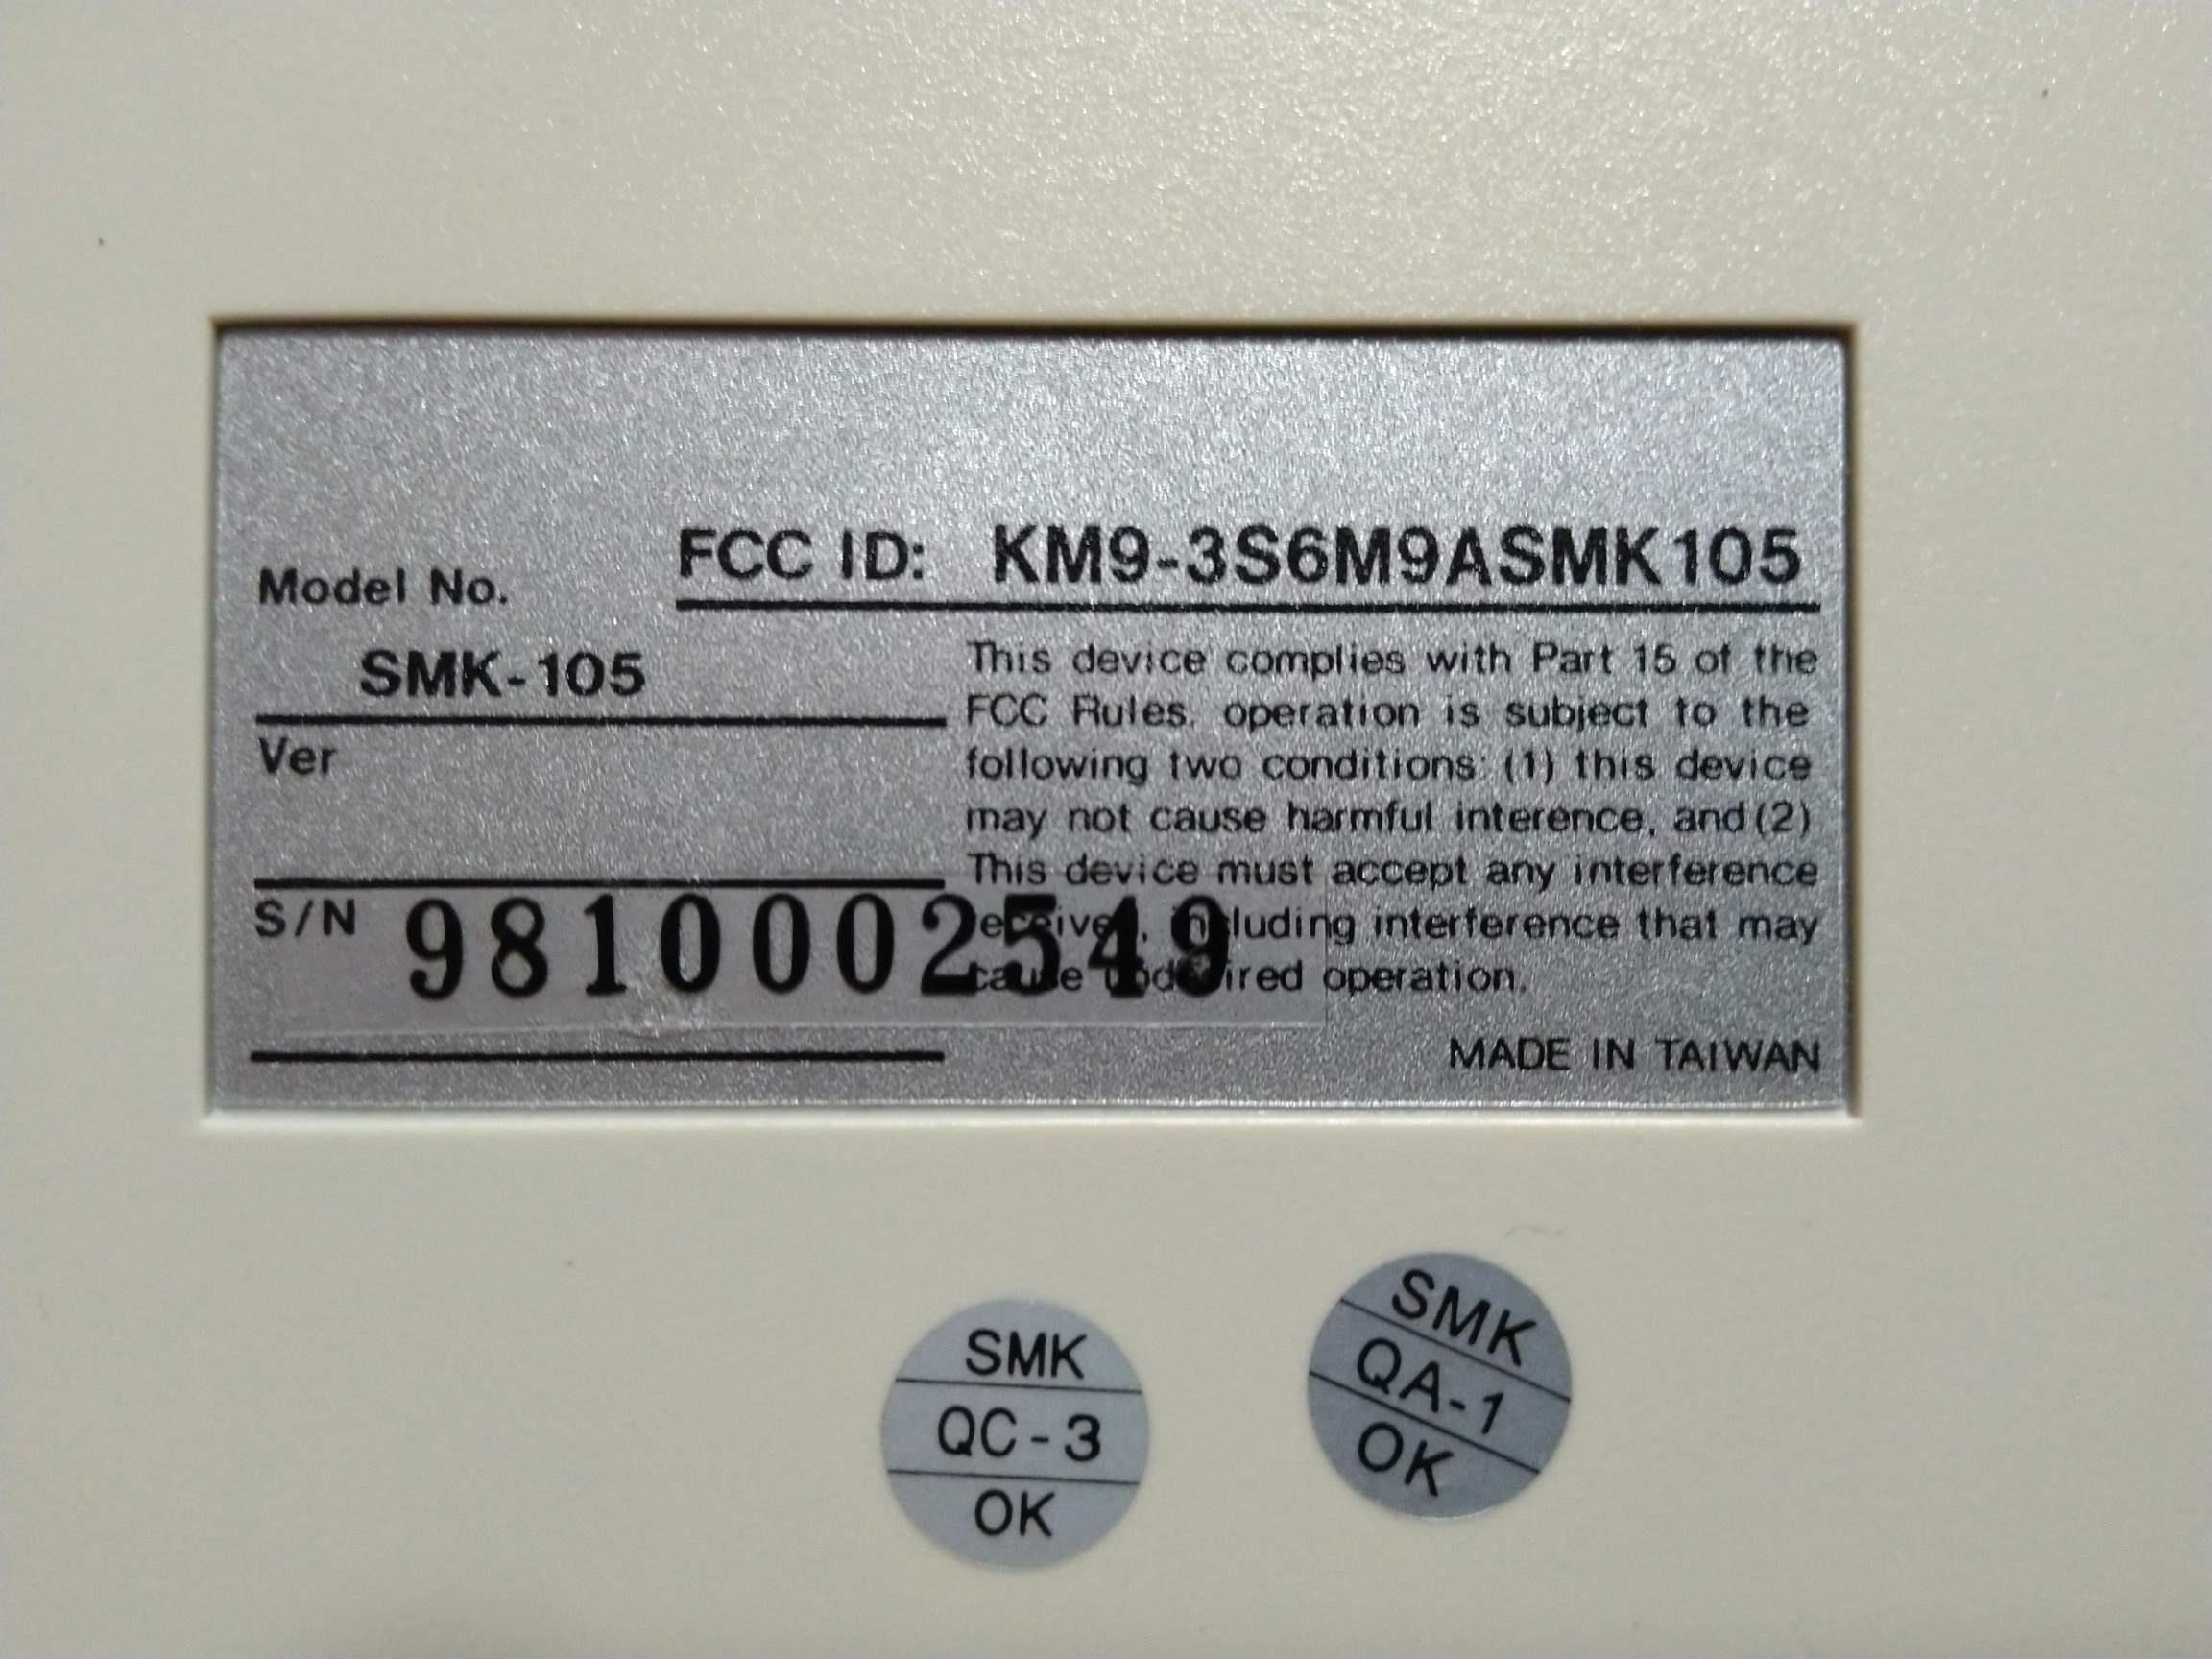 FCC ID: KM9-3S6M9ASMK105
Model No.
SMK-105
Ver
S/N 9810002549
This device complies with Part 15 of the
FCC Rules. operation is subject to the
following two conditions: (1) this device
may not cause harmful interence, and (2)
This device must accept any interference
including interference that may
cause undesired operation.
MADE IN TAIWAN
SMK
QC-3
OK
SMK
QA-1
OK